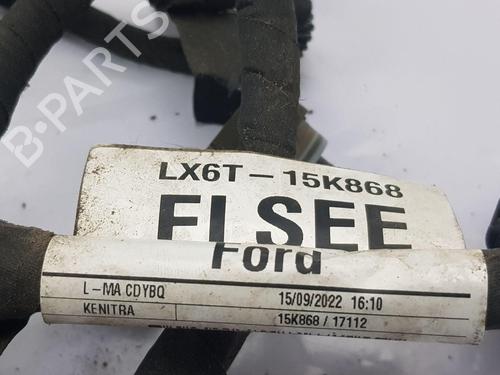 B-PARTS
LX6T-15K868
FLSEE
Ford
L-MA CDYBQ 15/09/2022 16:10
KENITRA 15K868 / 17112